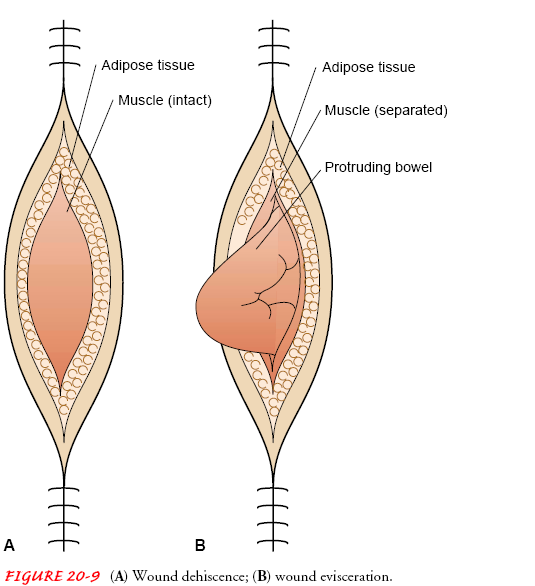 Adipose tissue
Muscle (intact)
Adipose tissue
Muscle (separated)
Protruding bowel
A
B
FIGURE 20-9 (A) Wound dehiscence; (B) wound evisceration.